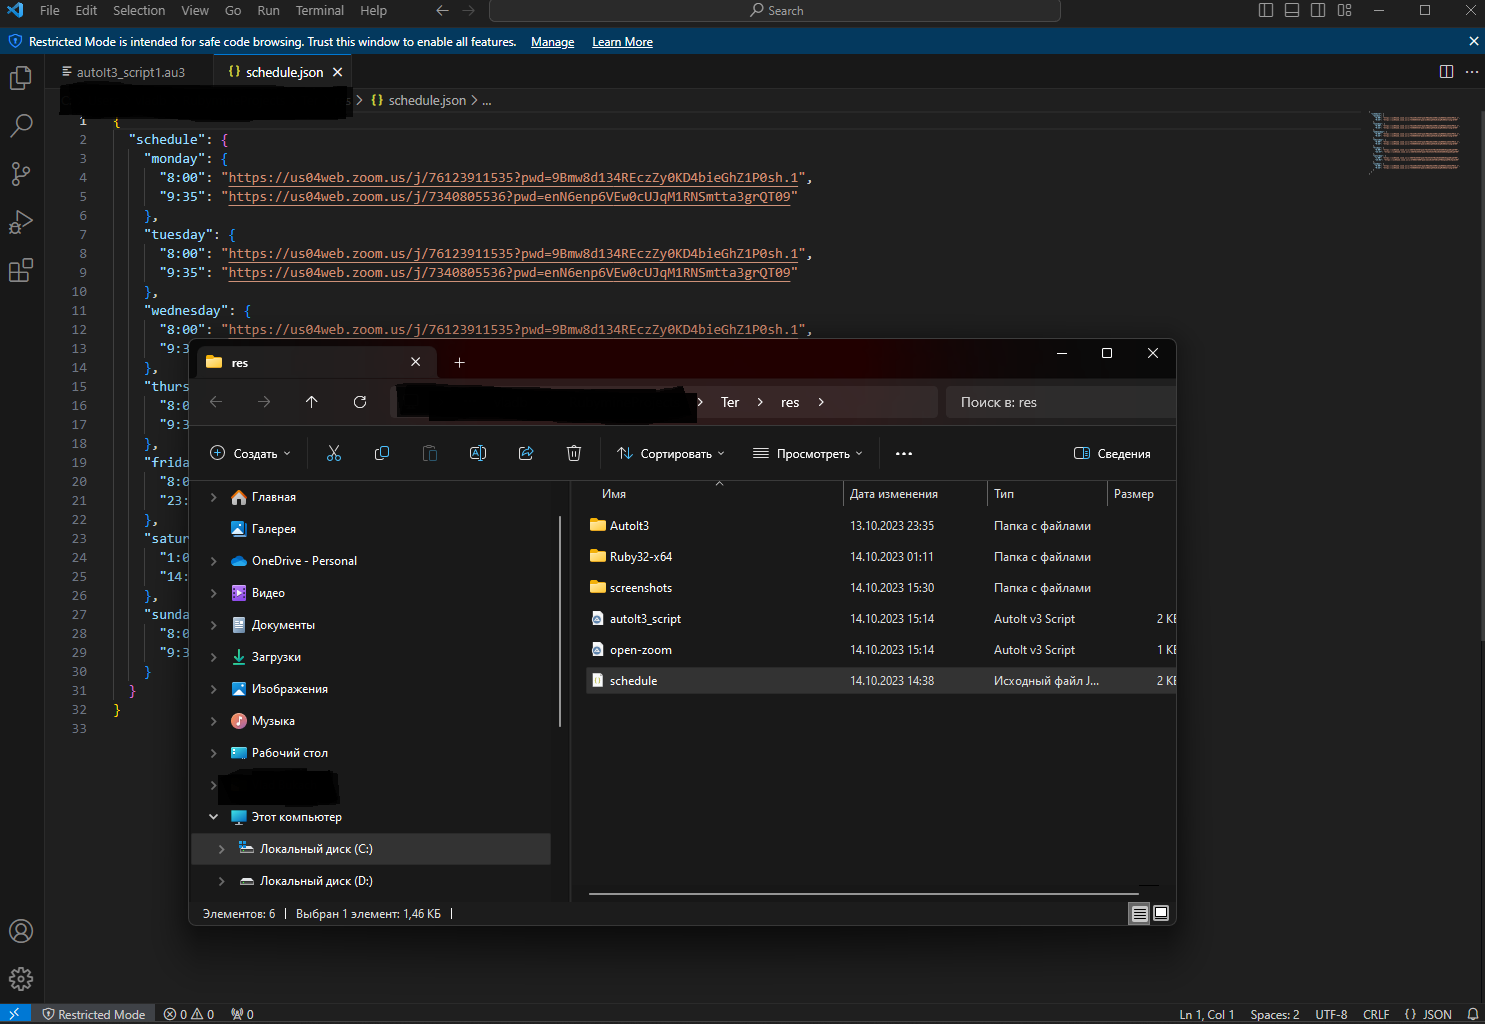 File Edit Selection View Go Run Terminal Help
Search
Restricted Mode is intended for safe code browsing. Trust this window to enable all features. Manage Learn More
autoIt3_script1.au3
{} schedule.json
s > {} schedule.json > ...
1 {
2 "schedule": {
3 "monday": {
4 "8:00": "https://us04web.zoom.us/j/76123911535?pwd=9Bmw8d134REczZy0KD4bieGhZ1P0sh.1",
5 "9:35": "https://us04web.zoom.us/j/7340805536?pwd=enN6enp6VEw0cUJqM1RNSmtta3grQT09"
6 },
7 "tuesday": {
8 "8:00": "https://us04web.zoom.us/j/76123911535?pwd=9Bmw8d134REczZy0KD4bieGhZ1P0sh.1",
9 "9:35": "https://us04web.zoom.us/j/7340805536?pwd=enN6enp6VEw0cUJqM1RNSmtta3grQT09"
10 },
11 "wednesday": {
12 "8:00": "https://us04web.zoom.us/j/76123911535?pwd=9Bmw8d134REczZy0KD4bieGhZ1P0sh.1",
13 "9:3
14 },
15 "thurs
16 "8:0
17 "9:3
18 },
19 "frida
20 "8:0
21 "23:
22 },
23 "satur
24 "1:0
25 "14:
26 },
27 "sunda
28 "8:0
29 "9:3
30 }
31 }
32 }
33
res
> Ter > res >
Поиск в: res
Создать
Сортировать
Просмотреть
Сведения
Главная
Галерея
OneDrive - Personal
Видео
Документы
Загрузки
Изображения
Музыка
Рабочий стол
Этот компьютер
Локальный диск (C:)
Локальный диск (D:)
Имя Дата изменения Тип Размер
AutoIt3 13.10.2023 23:35 Папка с файлами
Ruby32-x64 14.10.2023 01:11 Папка с файлами
screenshots 14.10.2023 15:30 Папка с файлами
autoIt3_script 14.10.2023 15:14 AutoIt v3 Script 2 КБ
open-zoom 14.10.2023 15:14 AutoIt v3 Script 1 КБ
schedule 14.10.2023 14:38 Исходный файл J... 2 КБ
Элементов: 6 Выбран 1 элемент: 1,46 КБ
Restricted Mode 0 0 0
Ln 1, Col 1 Spaces: 2 UTF-8 CRLF {} JSON